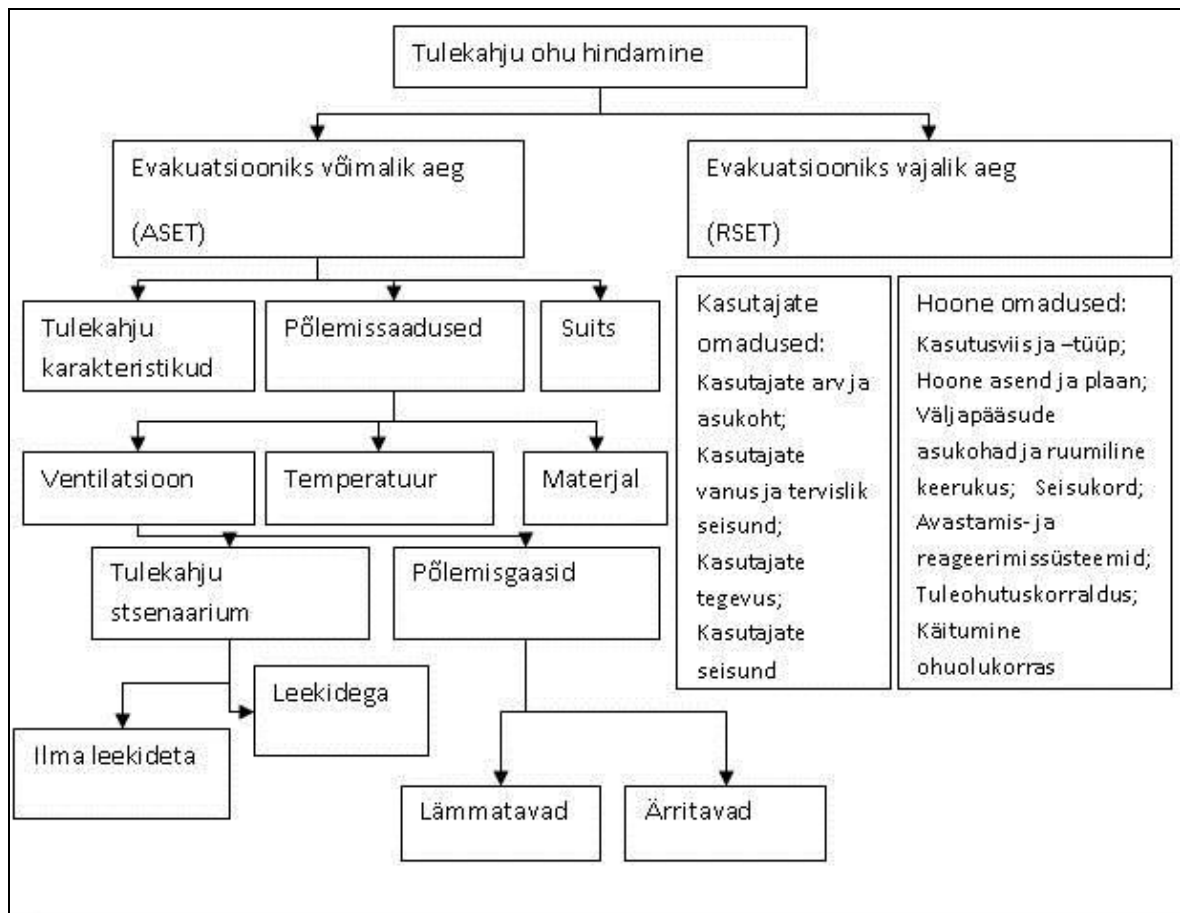 Tulekahju ohu hindamine
Evakuatsiooniks võimalik aeg
(ASET)
Evakuatsiooniks vajalik aeg
(RSET)
Tulekahju
karakteristikud
Põlemissaadused
Suits
Ventilatsioon
Temperatuur
Materjal
Tulekahju
stsenaarium
Põlemisgaasid
Leekidega
Ilma leekideta
Lämmatavad
Ärritavad
Kasutajate
omadused:
Kasutajate arv ja
asukoht;
Kasutajate
vanus ja tervislik
seisund;
Kasutajate
tegevus;
Kasutajate
seisund
Hoone omadused:
Kasutusviis ja –tüüp;
Hoone asend ja plaan;
Väljapääsude
asukohad ja ruumiline
keerukus; Seisukord;
Avastamis- ja
reageerimissüsteemid;
Tuleohutuskorraldus;
Käitumine
ohuolukorras